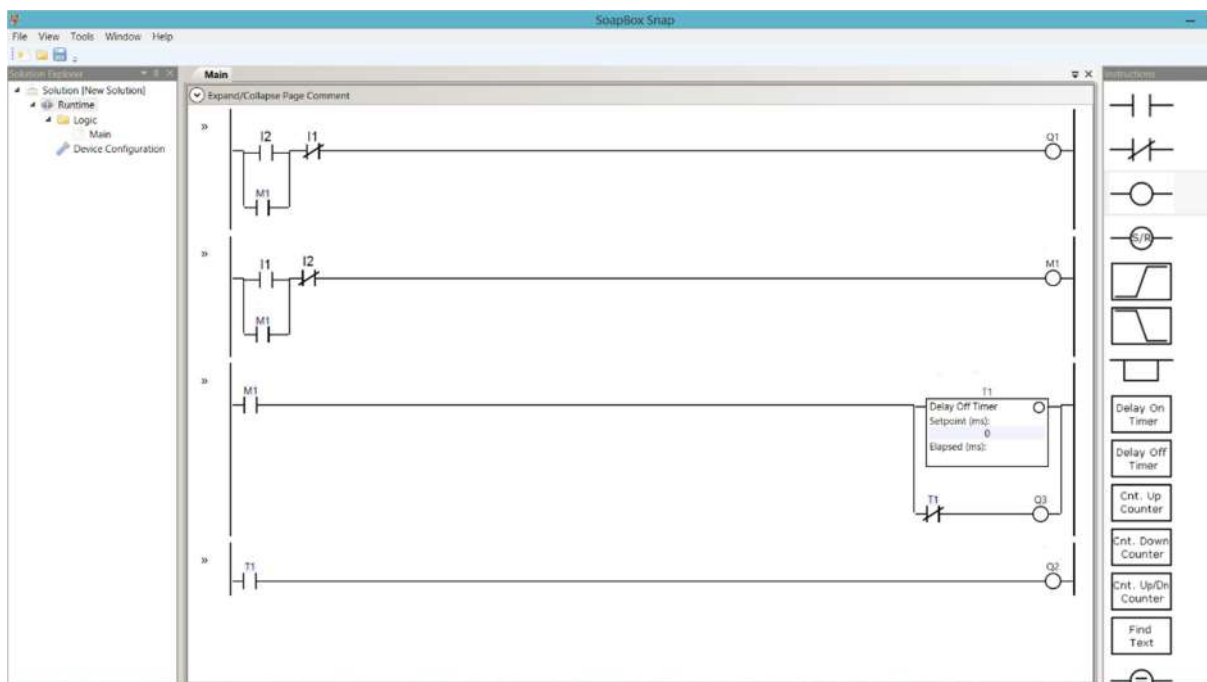 SoapBox Snap
File View Tools Window Help
Solution Explorer
Solution [New Solution]
Runtime
Logic
Main
Device Configuration
Main
Expand/Collapse Page Comment
I2 I1 Q1
M1
I1 I2 M1
M1
M1 T1
Delay Off Timer
Setpoint (ms):
0
Elapsed (ms):
T1 Q3
T1 Q2
Instructions
S/R
Delay On
Timer
Delay Off
Timer
Cnt. Up
Counter
Cnt. Down
Counter
Cnt. Up/Dn
Counter
Find
Text